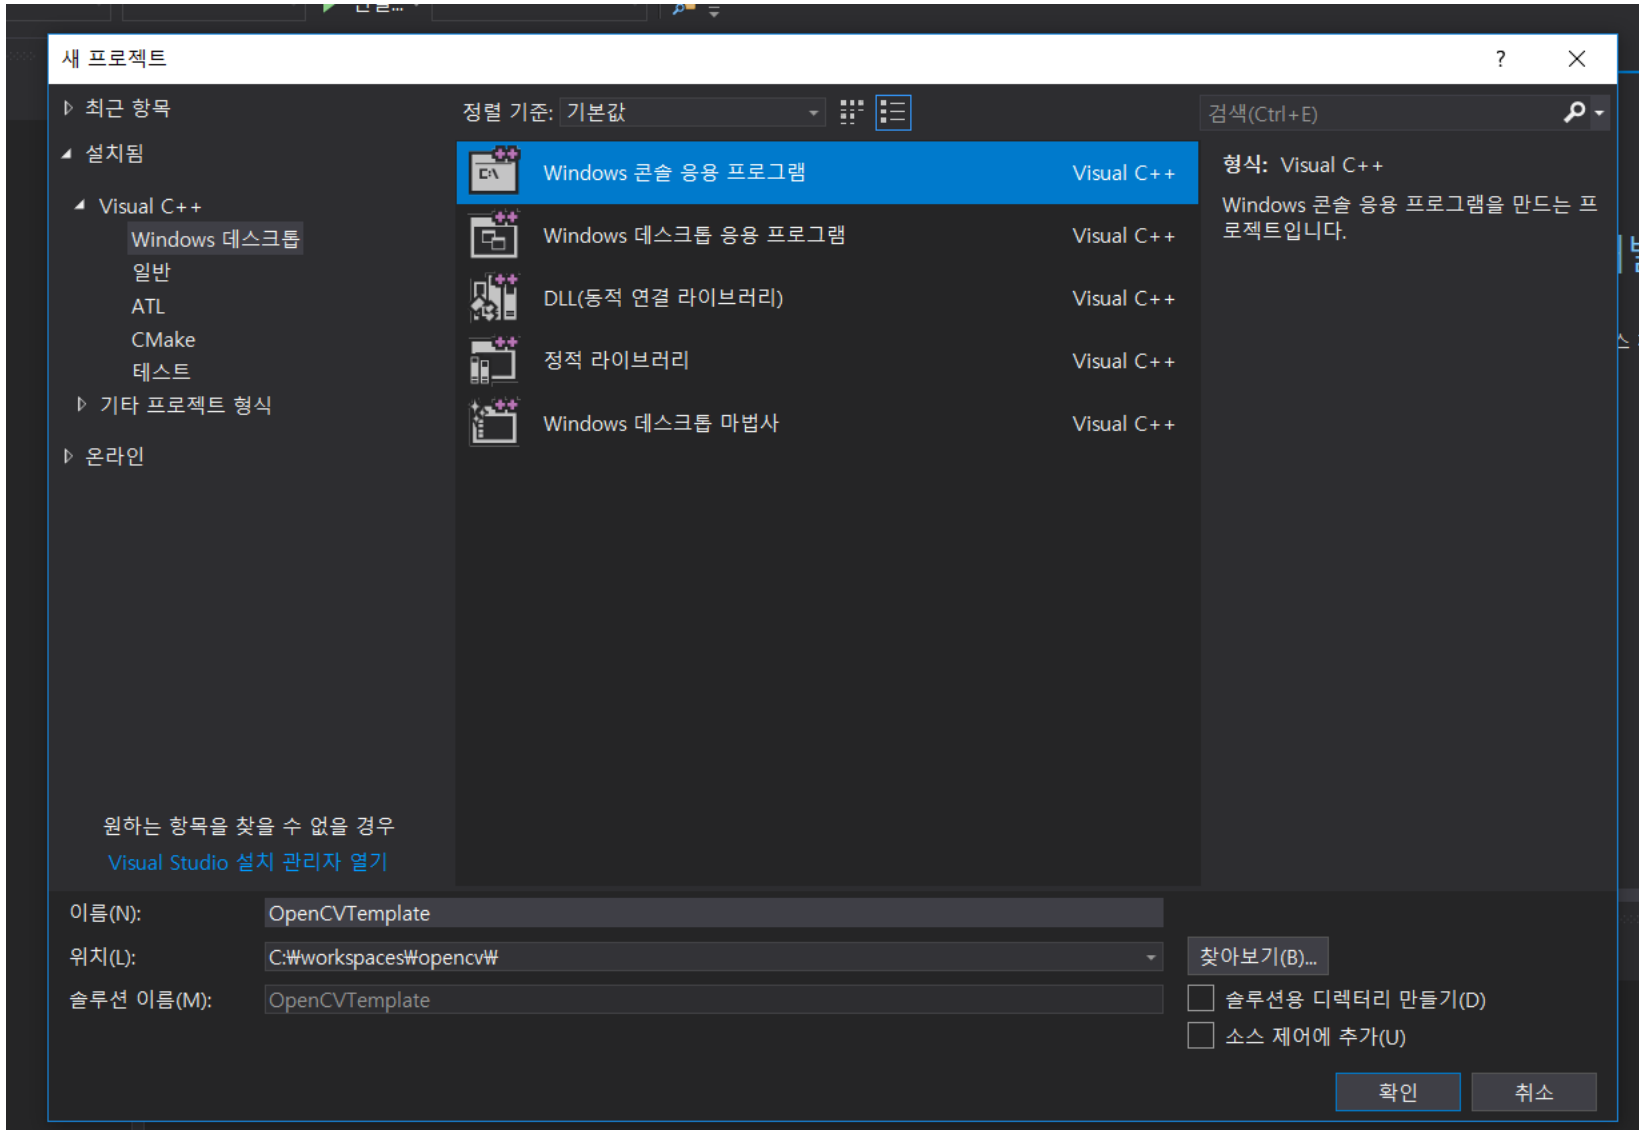 새 프로젝트
?
최근 항목
설치됨
Visual C++
Windows 데스크톱
일반
ATL
CMake
테스트
기타 프로젝트 형식
온라인
원하는 항목을 찾을 수 없을 경우
Visual Studio 설치 관리자 열기
정렬 기준: 기본값
Windows 콘솔 응용 프로그램 Visual C++
Windows 데스크톱 응용 프로그램 Visual C++
DLL(동적 연결 라이브러리) Visual C++
정적 라이브러리 Visual C++
Windows 데스크톱 마법사 Visual C++
검색(Ctrl+E)
형식: Visual C++
Windows 콘솔 응용 프로그램을 만드는 프
로젝트입니다.
이름(N): OpenCVTemplate
위치(L): C:₩workspaces₩opencv₩ 찾아보기(B)...
솔루션 이름(M): OpenCVTemplate 솔루션용 디렉터리 만들기(D)
소스 제어에 추가(U)
확인 취소